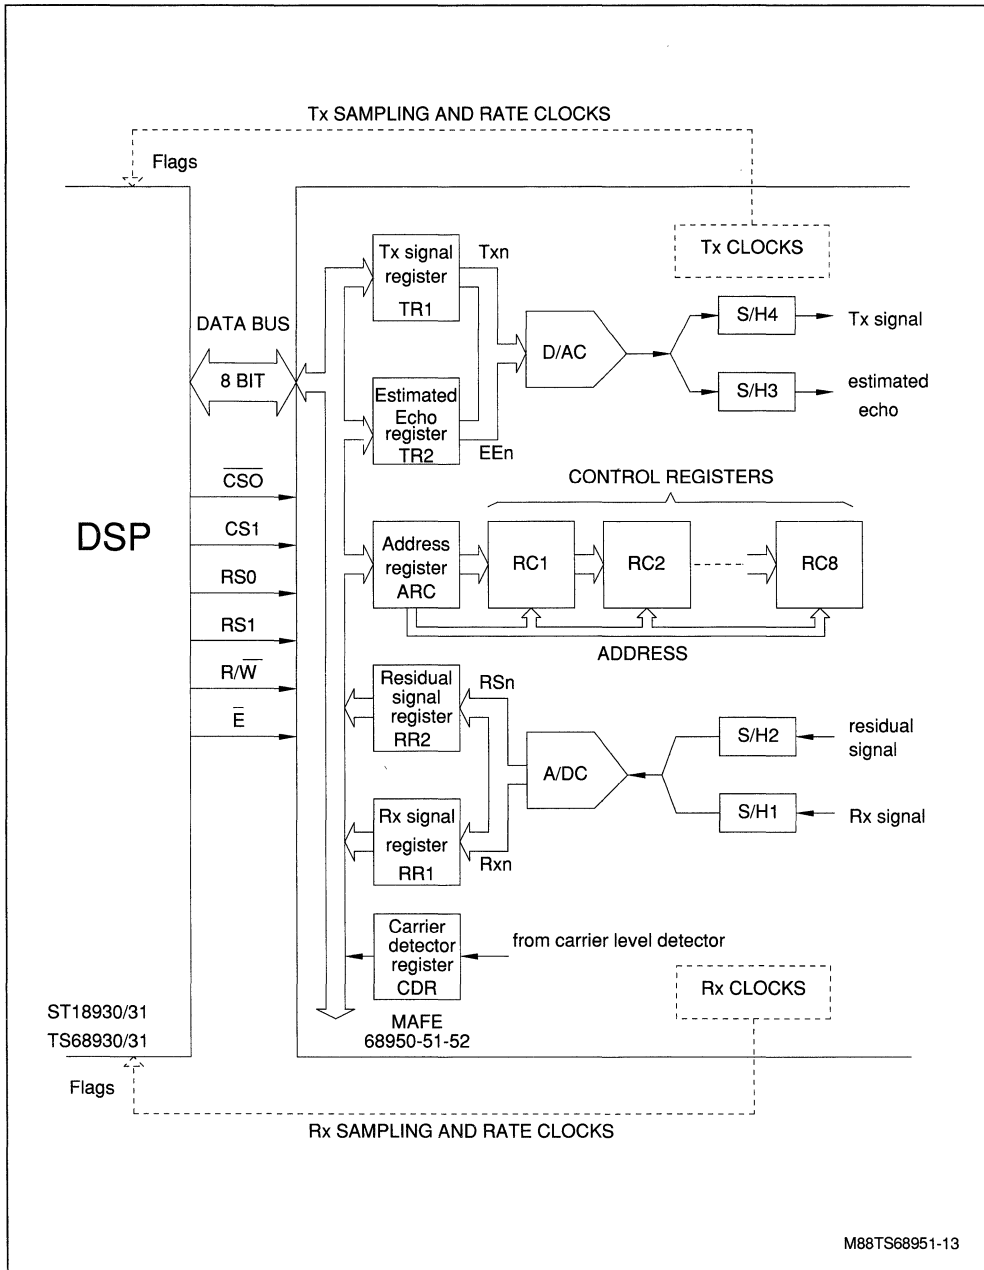 Tx SAMPLING AND RATE CLOCKS
Flags
Tx CLOCKS
Tx signal
register
TR1
Txn
DATA BUS
8 BIT
D/AC
S/H4
Tx signal
S/H3
estimated
echo
Estimated
Echo
register
TR2
EEn
DSP
CSO
CS1
RS0
RS1
R/W
E
CONTROL REGISTERS
Address
register
ARC
RC1
RC2
RC8
ADDRESS
Residual
signal
register
RR2
RSn
A/DC
S/H2
residual
signal
S/H1
Rx signal
Rx signal
register
RR1
Rxn
Carrier
detector
register
CDR
from carrier level detector
Rx CLOCKS
ST18930/31
TS68930/31
MAFE
68950-51-52
Flags
Rx SAMPLING AND RATE CLOCKS
M88TS68951-13